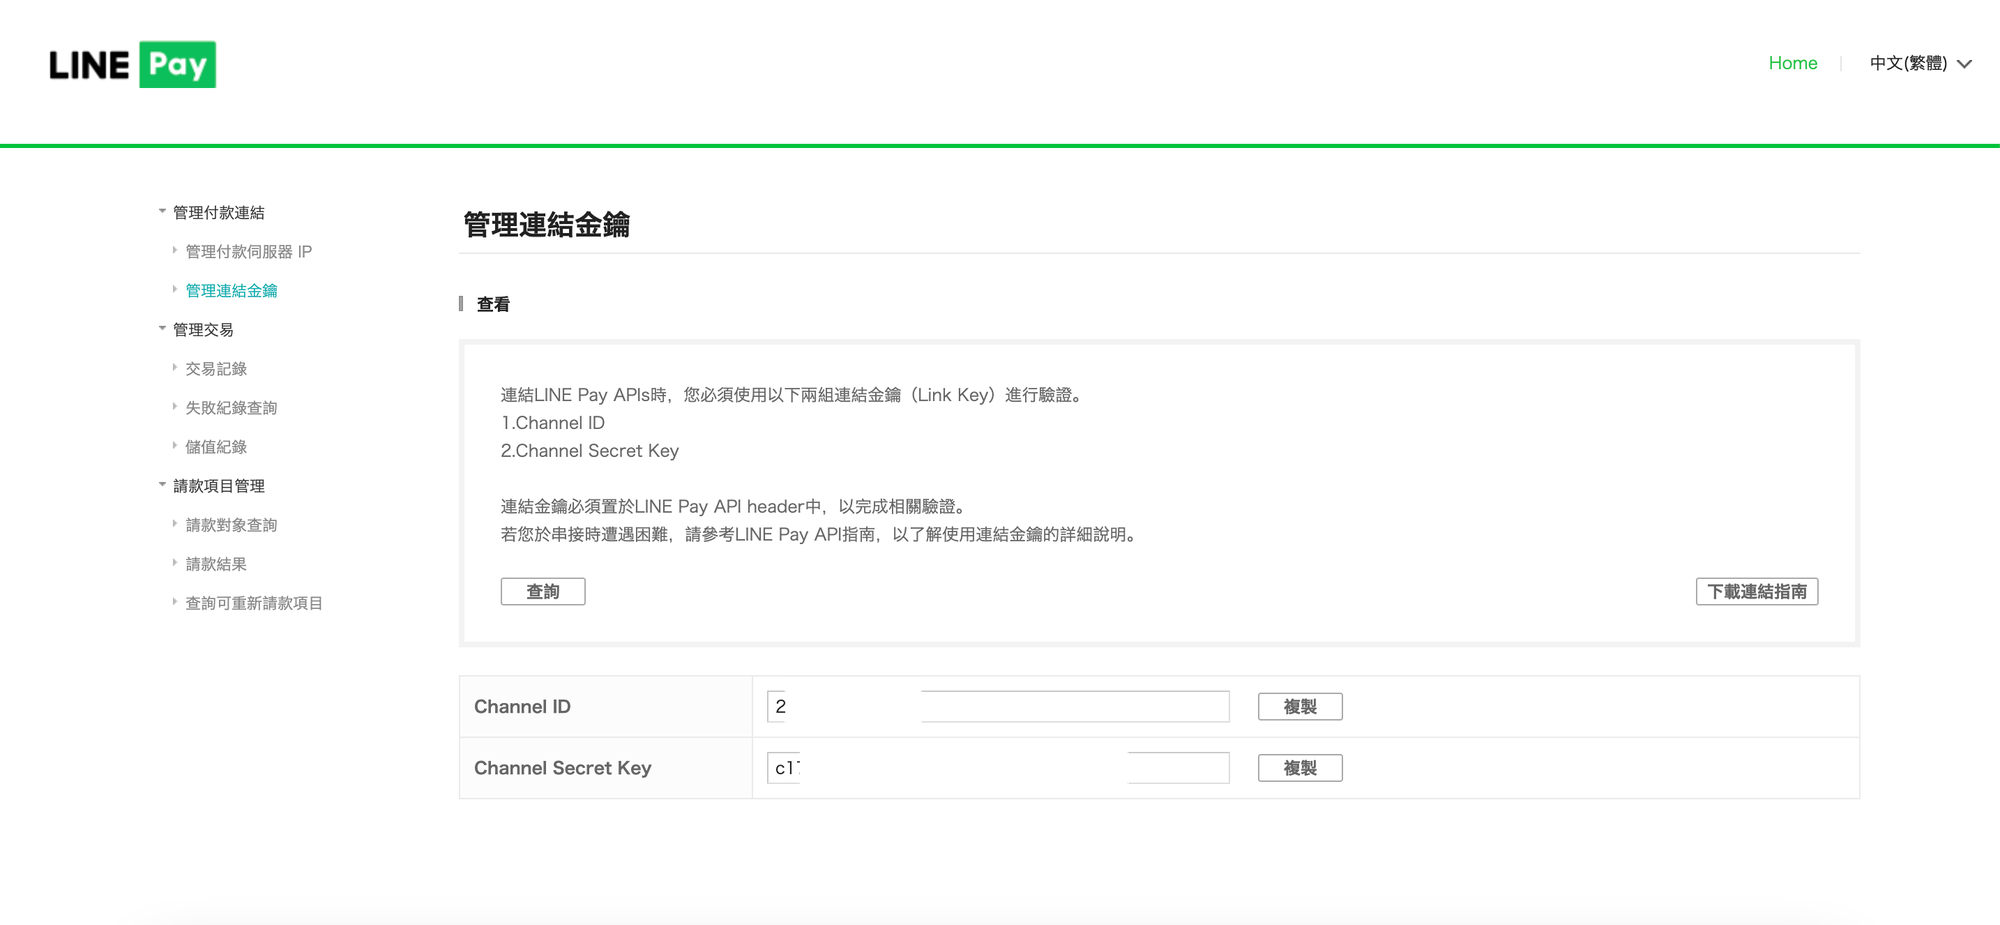 LINE Pay
Home
中文(繁體)
管理付款連結
管理付款伺服器 IP
管理連結金鑰
管理交易
交易記錄
失敗紀錄查詢
儲值紀錄
請款項目管理
請款對象查詢
請款結果
查詢可重新請款項目
管理連結金鑰
查看
連結LINE Pay APIs時，您必須使用以下兩組連結金鑰（Link Key）進行驗證。
1.Channel ID
2.Channel Secret Key
連結金鑰必須置於LINE Pay API header中，以完成相關驗證。
若您於串接時遭遇困難，請參考LINE Pay API指南，以了解使用連結金鑰的詳細說明。
查詢
下載連結指南
Channel ID
2
複製
Channel Secret Key
複製